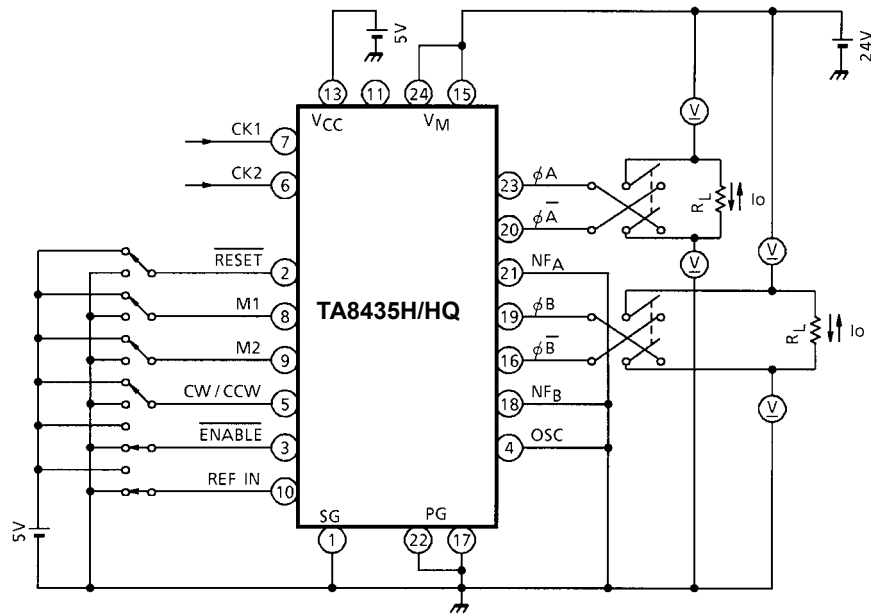 5V
24V
13
11
24
15
VCC
VM
CK1
7
CK2
6
23
φA
20
φA̅
R̅E̅S̅E̅T̅
2
21
NFA
M1
8
TA8435H/HQ
19
φB
M2
9
16
φB̅
CW / CCW
5
18
NFB
E̅N̅A̅B̅L̅E̅
3
4
OSC
REF IN
10
SG
PG
1
22
17
5V
V
RL
Io
V
V
RL
Io
V